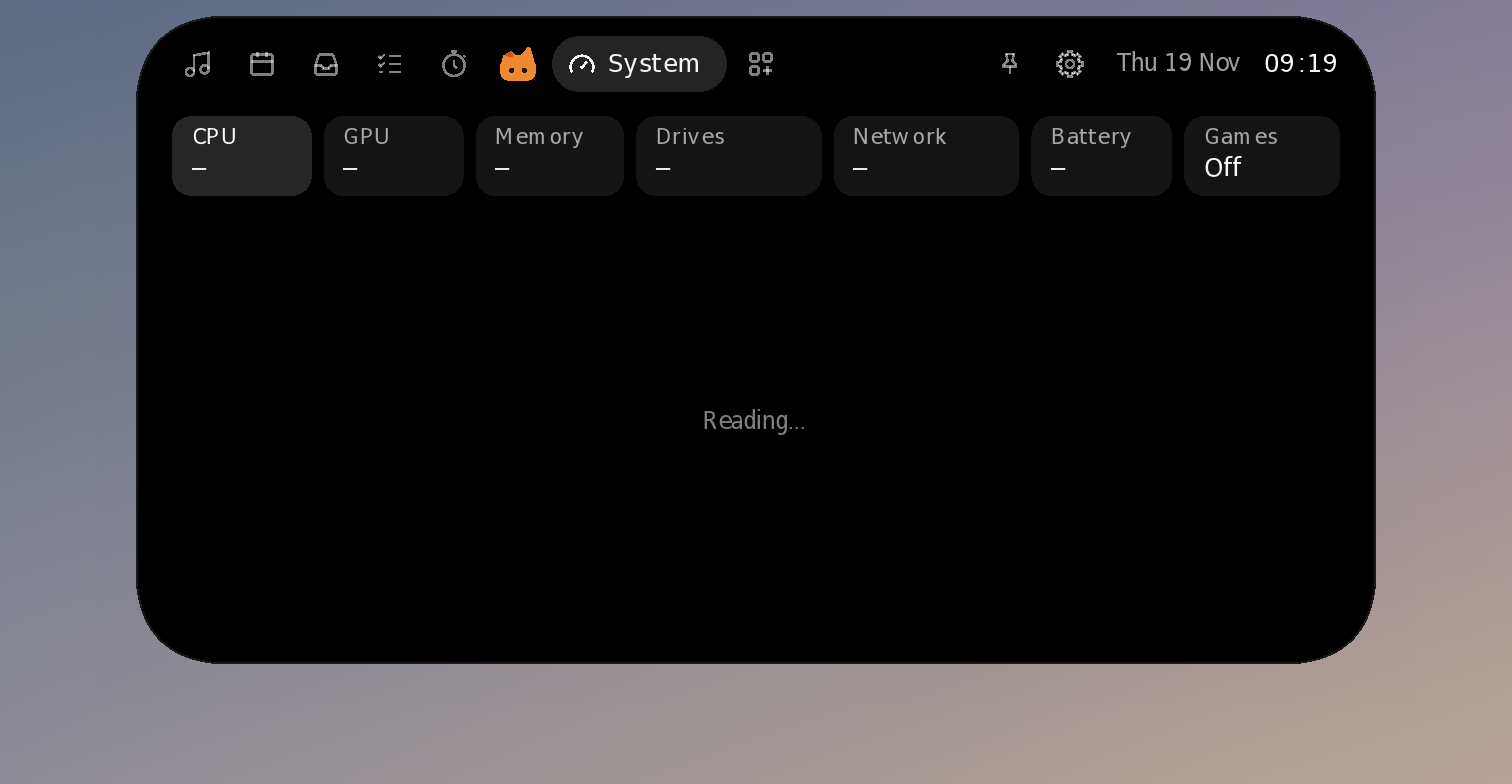 System
Thu 19 Nov 09:19
CPU
–
GPU
–
Memory
–
Drives
–
Network
–
Battery
–
Games
Off
Reading...